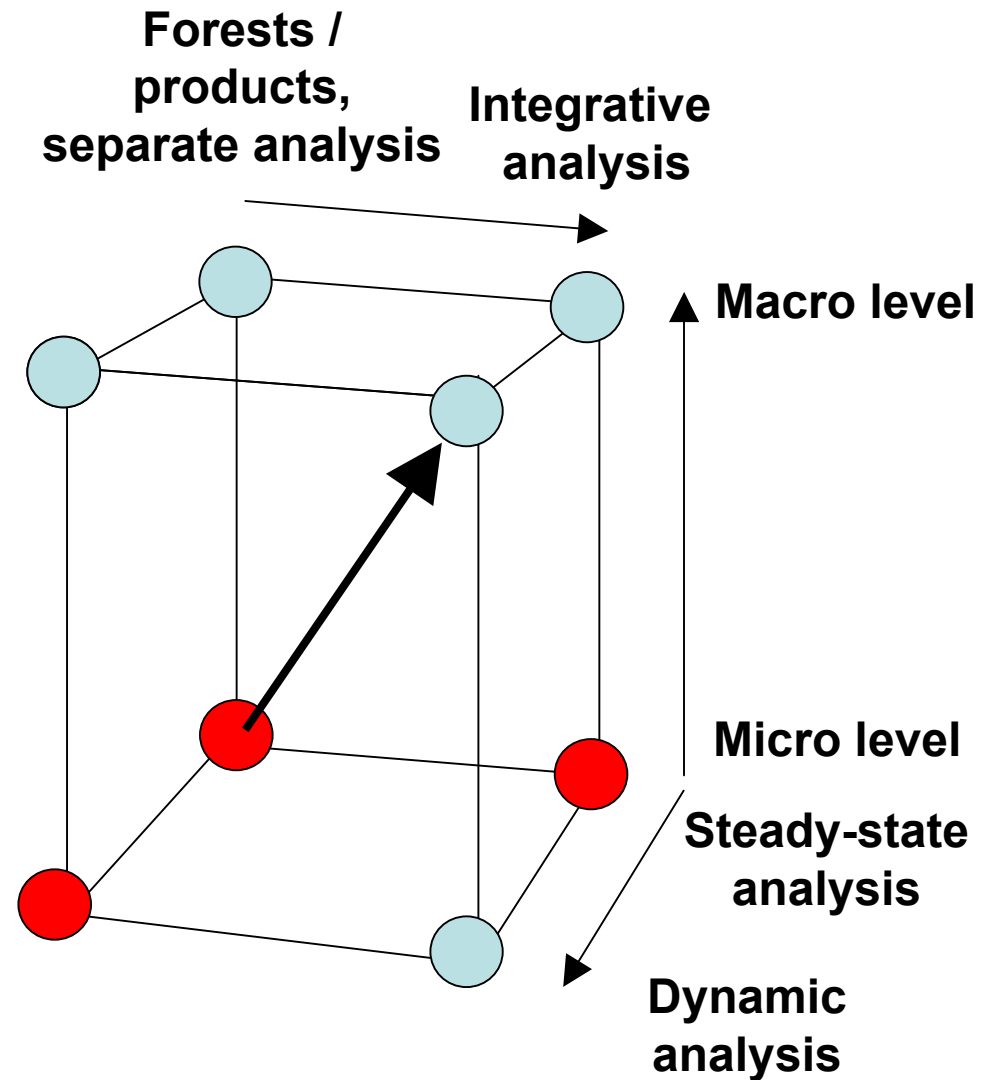 Forests /
products,
separate analysis
Integrative
analysis
Macro level
Micro level
Steady-state
analysis
Dynamic
analysis